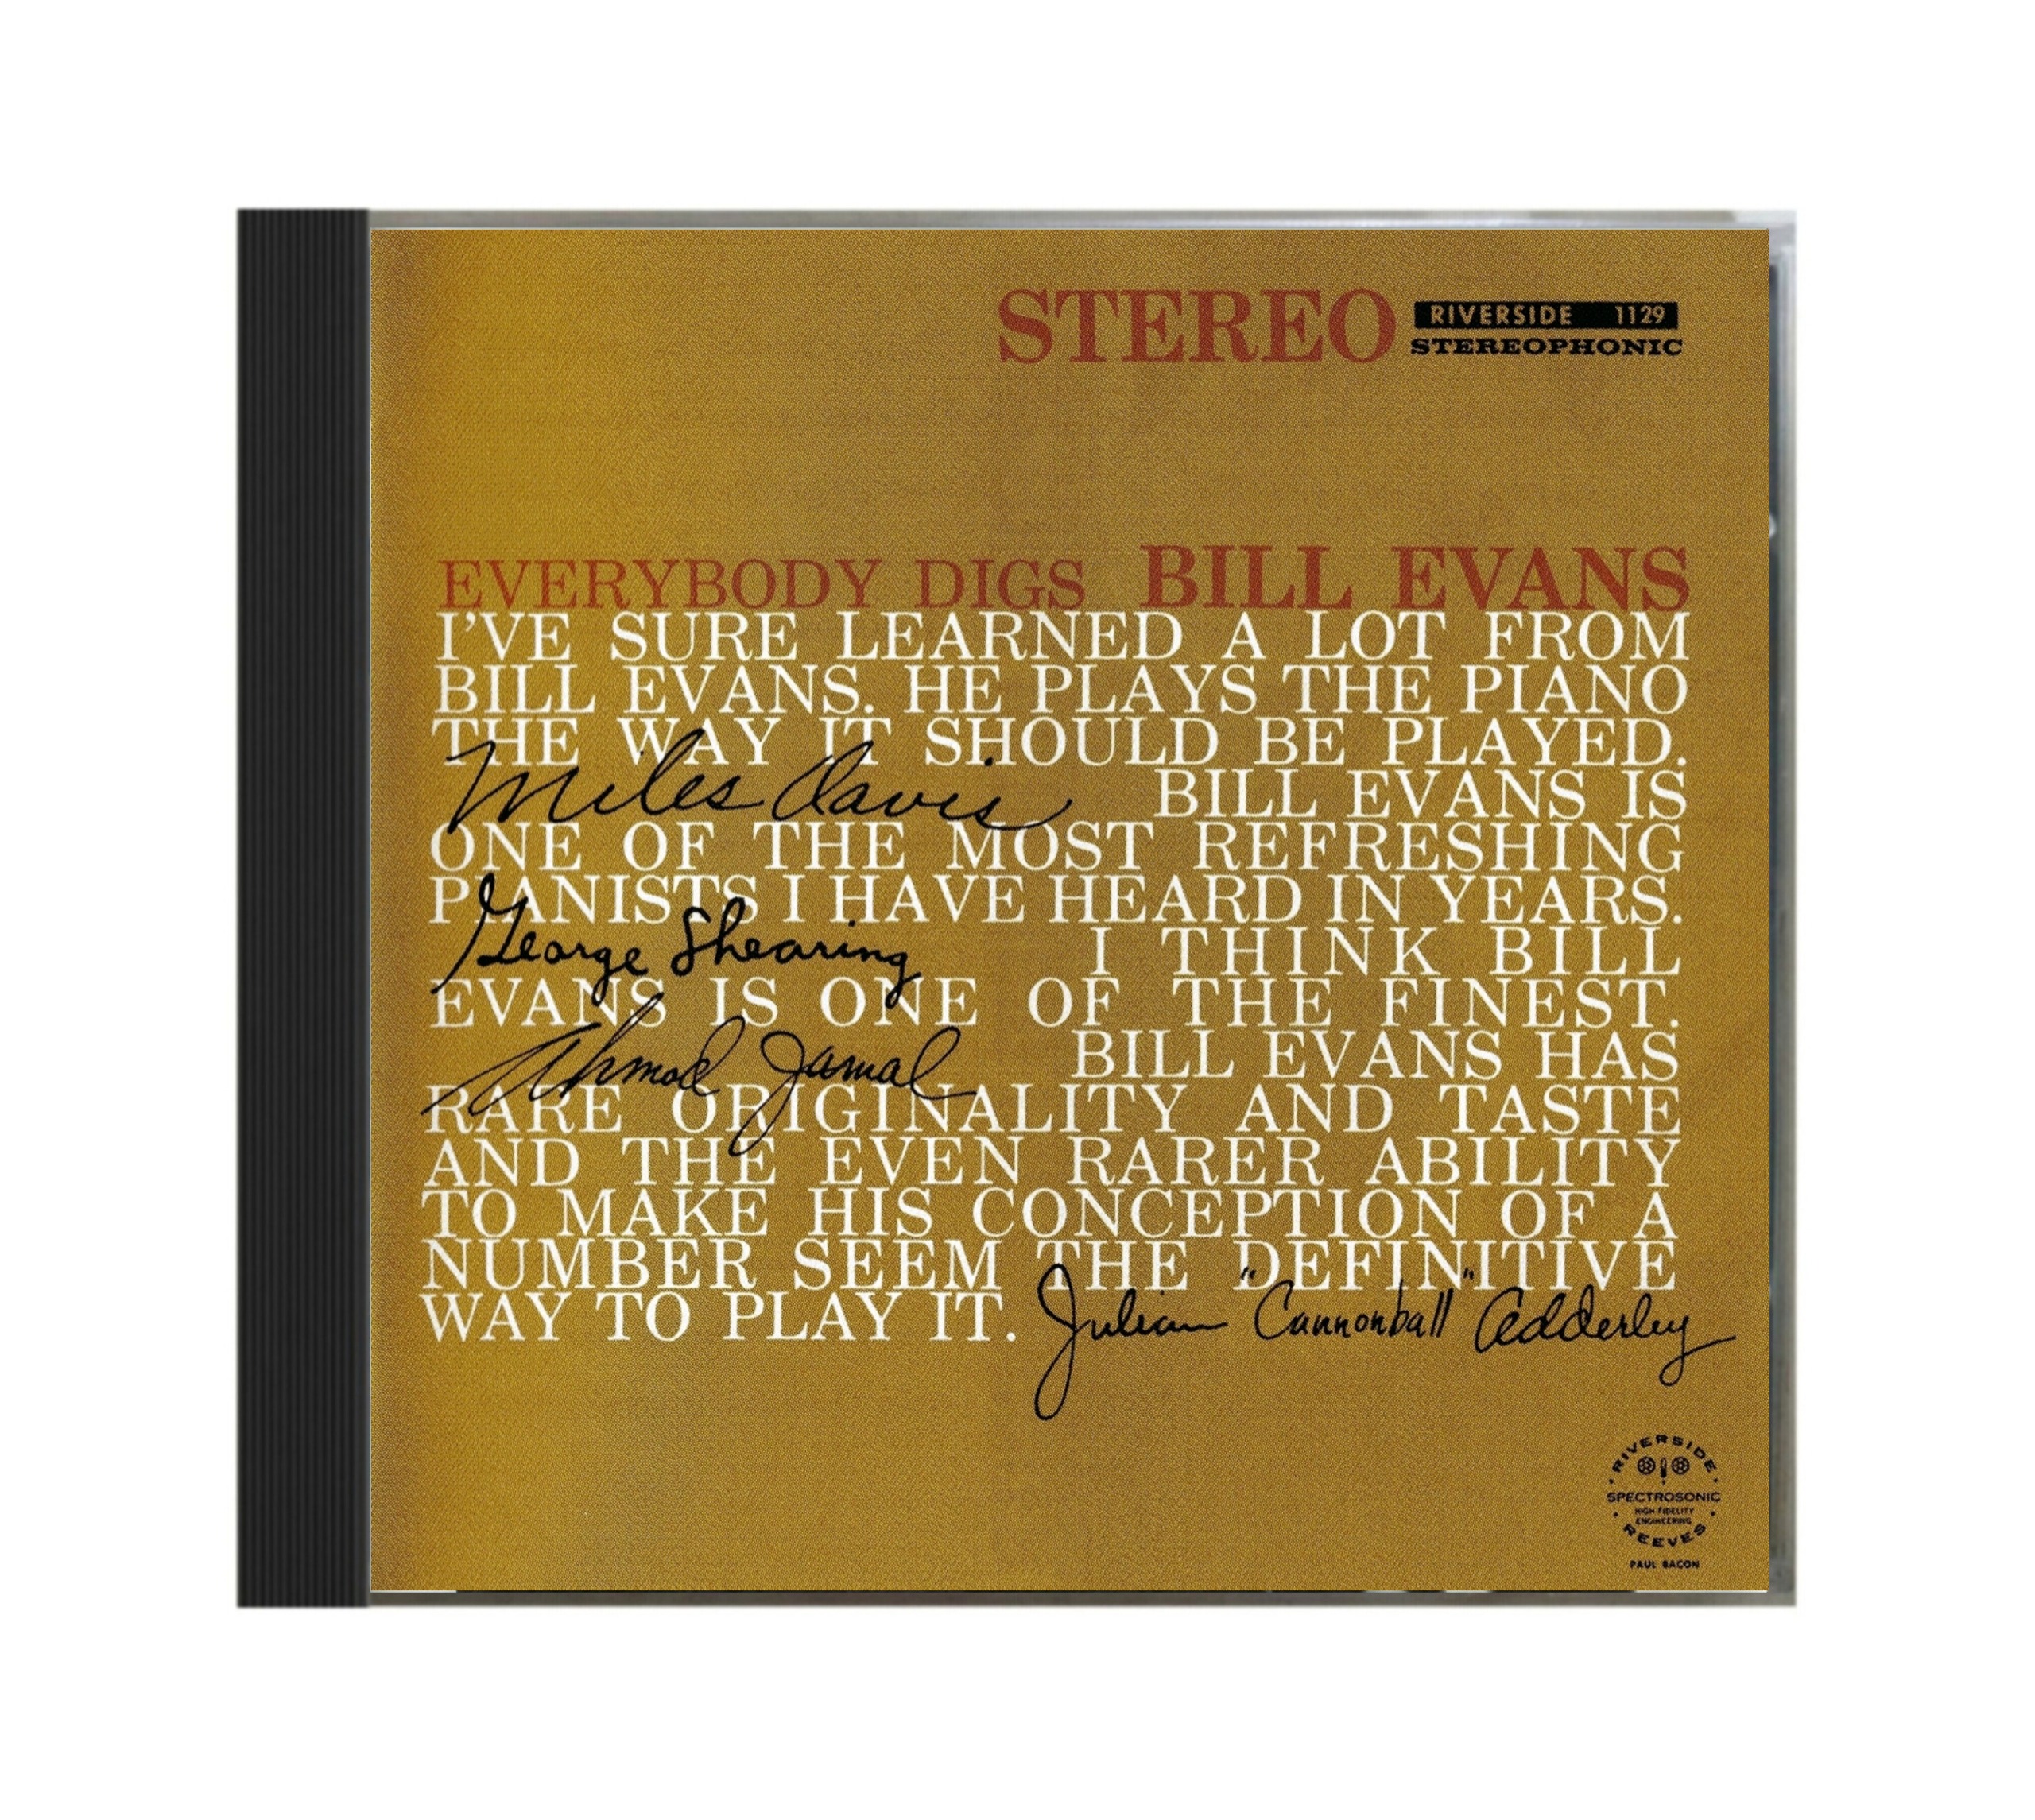 STEREO RIVERSIDE 1129
STEREOPHONIC
EVERYBODY DIGS BILL EVANS
I'VE SURE LEARNED A LOT FROM
BILL EVANS. HE PLAYS THE PIANO
THE WAY IT SHOULD BE PLAYED.
Miles Davis BILL EVANS IS
ONE OF THE MOST REFRESHING
PIANISTS I HAVE HEARD IN YEARS.
George Shearing I THINK BILL
EVANS IS ONE OF THE FINEST.
Ahmad Jamal BILL EVANS HAS
RARE ORIGINALITY AND TASTE
AND THE EVEN RARER ABILITY
TO MAKE HIS CONCEPTION OF A
NUMBER SEEM THE DEFINITIVE
WAY TO PLAY IT. Julian "Cannonball" Adderley
RIVERSIDE
SPECTROSONIC
HIGH FIDELITY
ENGINEERING
REEVES
PAUL BACON